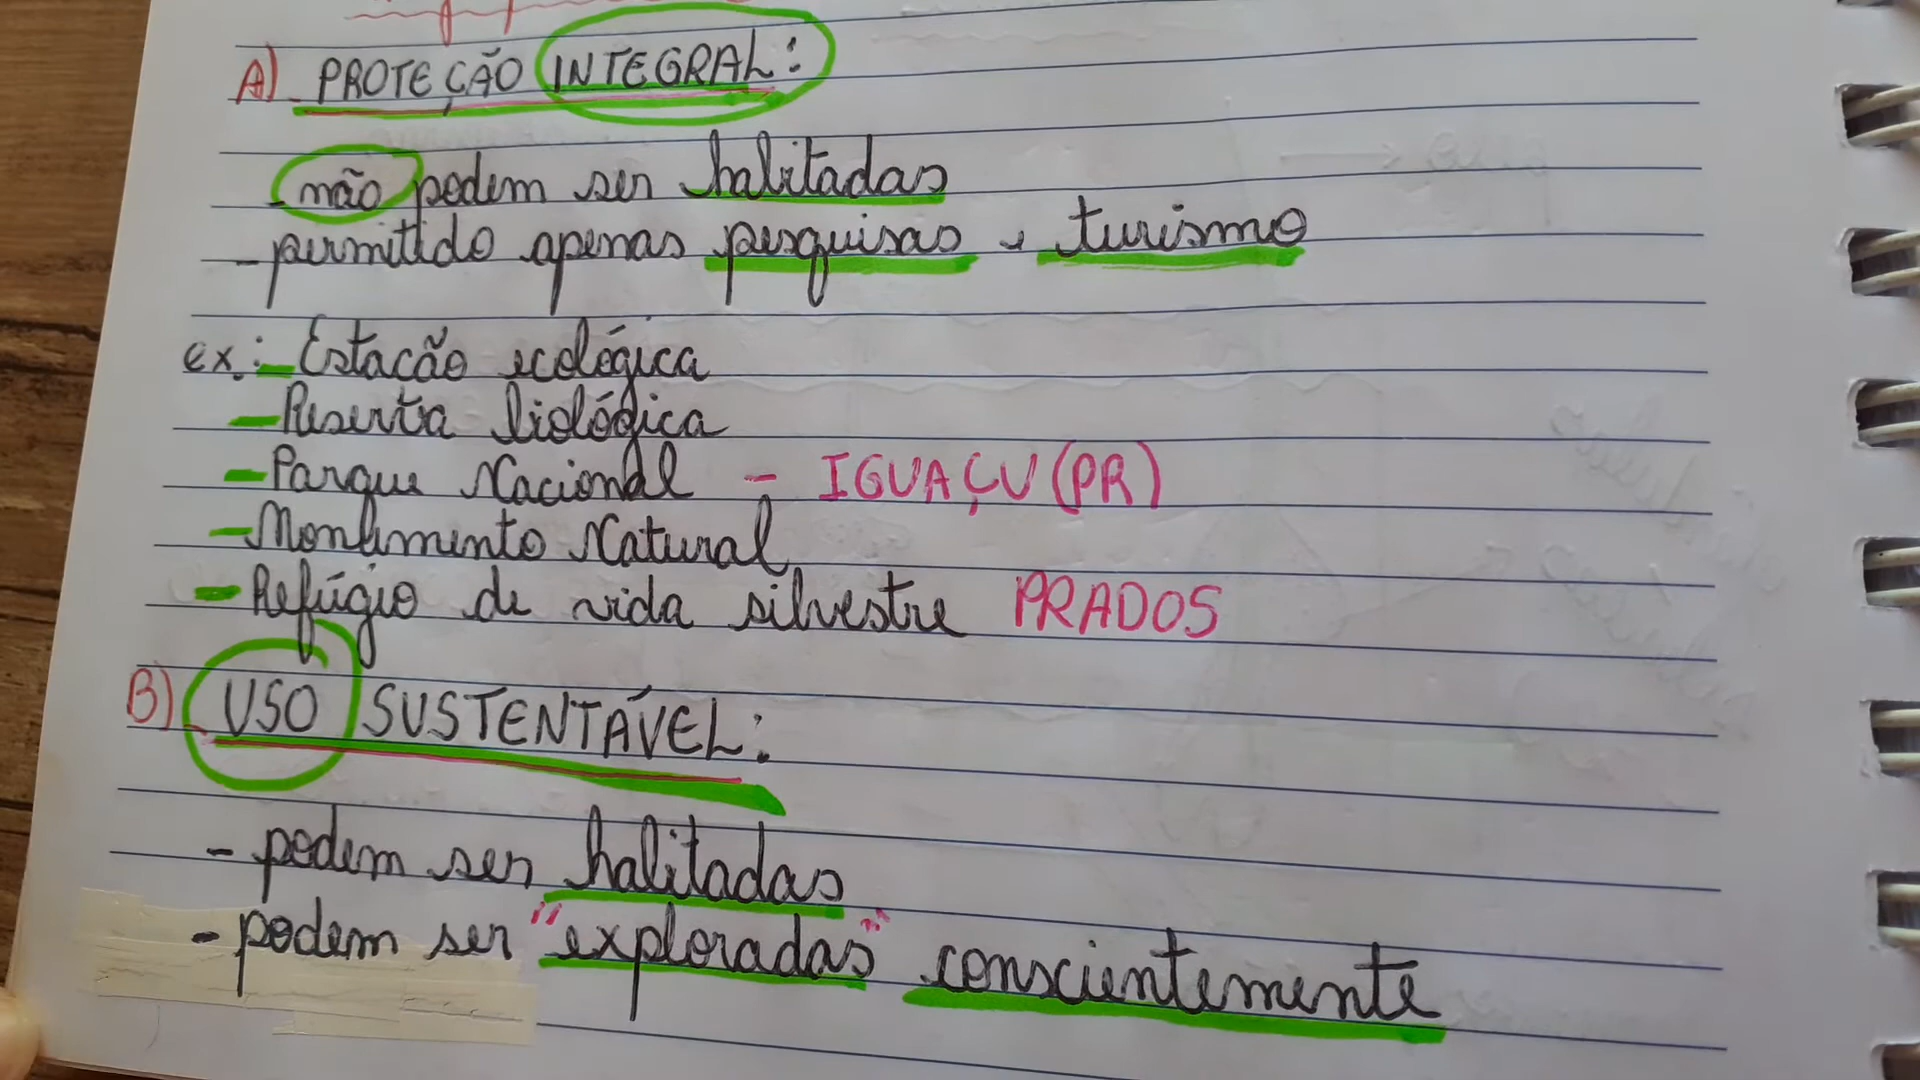 A) PROTEÇÃO INTEGRAL:
- não podem ser habitadas
- permitido apenas pesquisas e turismo
ex.: - Estacão ecológica
- Reserva biológica
- Parque Nacional - IGUAÇU (PR)
- Monumento Natural
- Refúgio de vida silvestre PRADOS
B) USO SUSTENTÁVEL:
- podem ser habitadas
- podem ser "exploradas" conscientemente